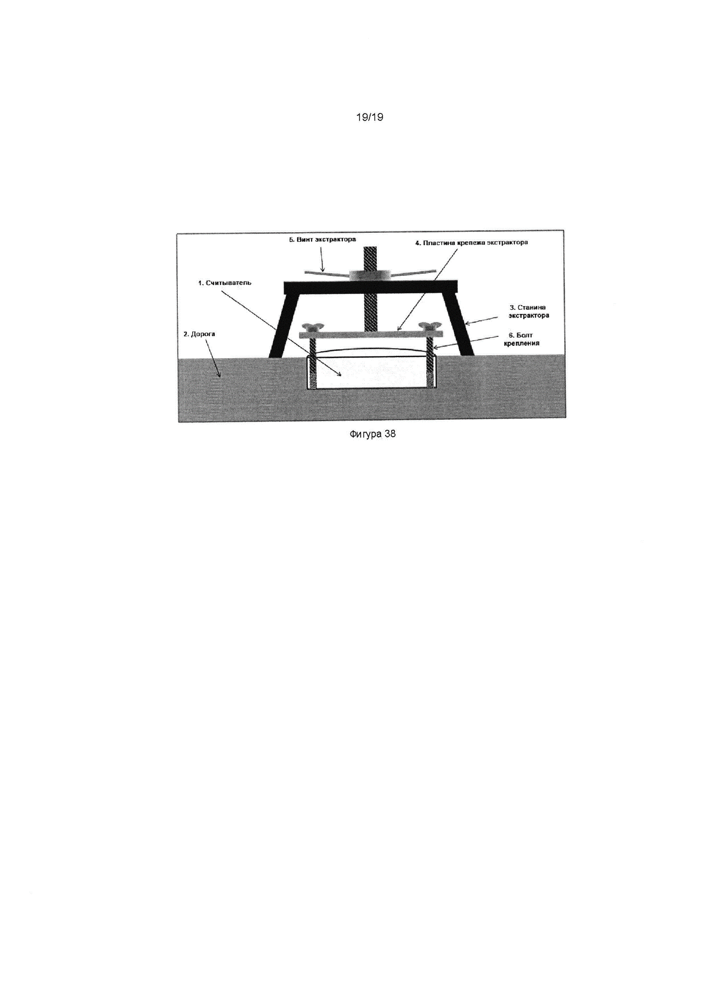 19/19
5. Винт экстрактора
4. Пластина крепежа экстрактора
1. Считыватель
3. Станина
экстрактора
2. Дорога
6. Болт
крепления
Фигура 38